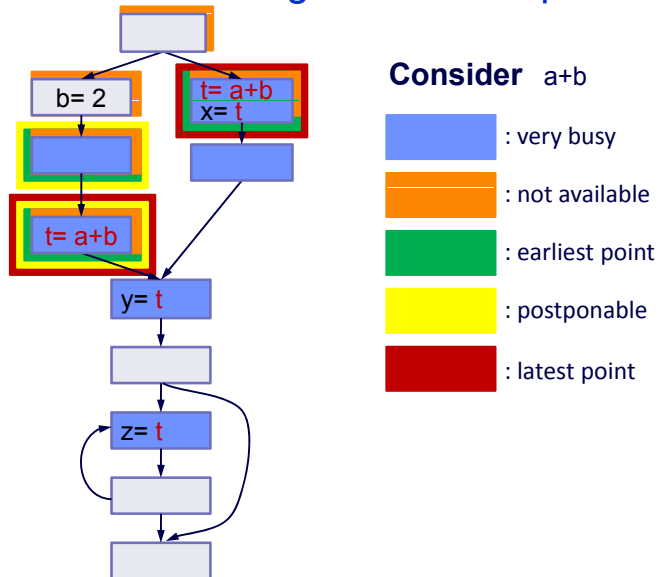 b= 2
t= a+b
x= t
t= a+b
y= t
z= t
Consider a+b
: very busy
: not available
: earliest point
: postponable
: latest point